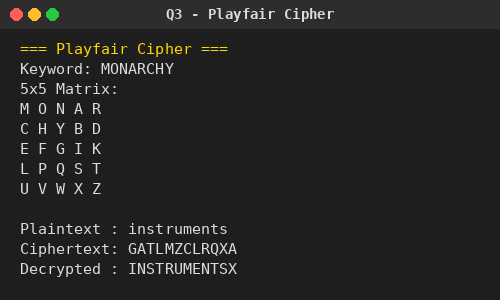 Q3 - Playfair Cipher
=== Playfair Cipher ===
Keyword: MONARCHY
5x5 Matrix:
M O N A R
C H Y B D
E F G I K
L P Q S T
U V W X Z
Plaintext : instruments
Ciphertext: GATLMZCLRQXA
Decrypted : INSTRUMENTSX